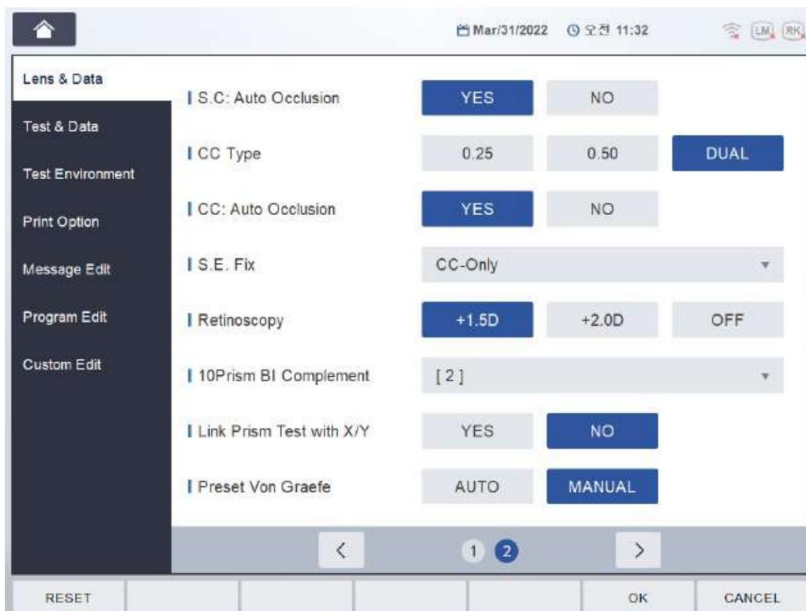 Mar/31/2022 오전 11:32 LM RK
Lens & Data
Test & Data
Test Environment
Print Option
Message Edit
Program Edit
Custom Edit
S.C: Auto Occlusion YES NO
CC Type 0.25 0.50 DUAL
CC: Auto Occlusion YES NO
S.E. Fix CC-Only
Retinoscopy +1.5D +2.0D OFF
10Prism BI Complement [ 2 ]
Link Prism Test with X/Y YES NO
Preset Von Graefe AUTO MANUAL
< 1 2 >
RESET OK CANCEL